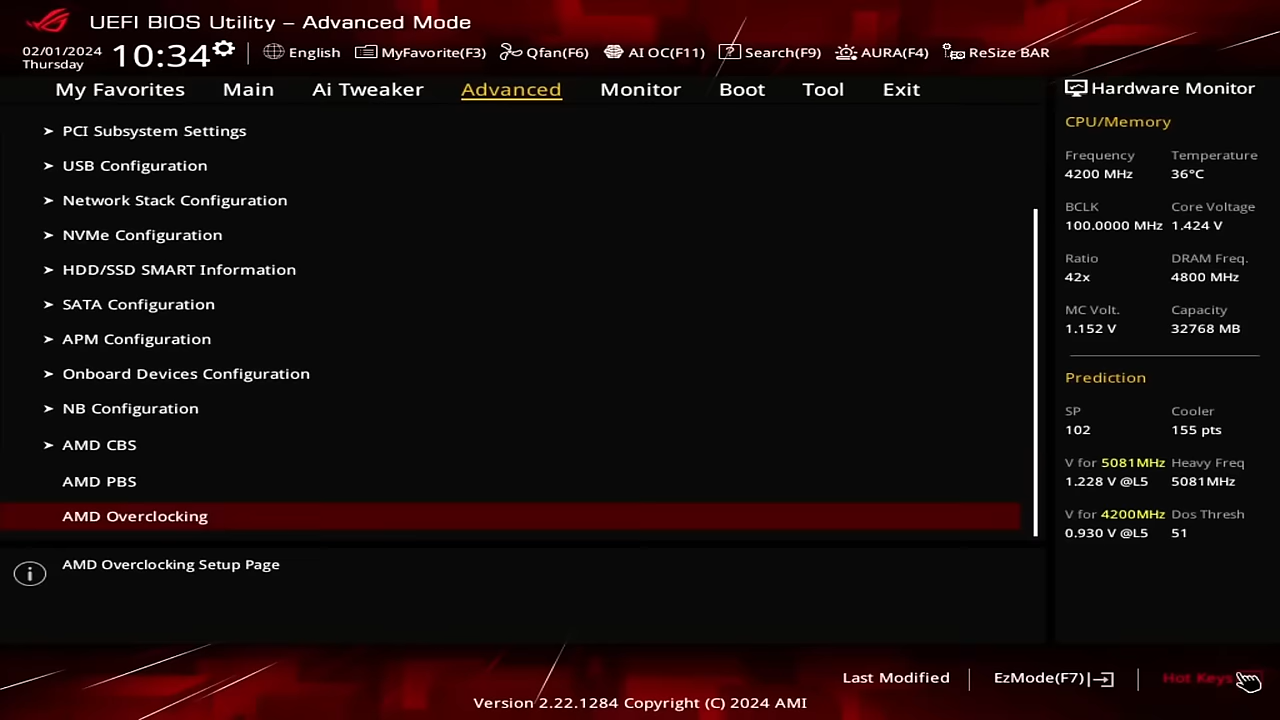 UEFI BIOS Utility – Advanced Mode
02/01/2024
Thursday
10:34
English
MyFavorite(F3)
Qfan(F6)
AI OC(F11)
Search(F9)
AURA(F4)
ReSize BAR
My Favorites
Main
Ai Tweaker
Advanced
Monitor
Boot
Tool
Exit
PCI Subsystem Settings
USB Configuration
Network Stack Configuration
NVMe Configuration
HDD/SSD SMART Information
SATA Configuration
APM Configuration
Onboard Devices Configuration
NB Configuration
AMD CBS
AMD PBS
AMD Overclocking
AMD Overclocking Setup Page
Hardware Monitor
CPU/Memory
Frequency Temperature
4200 MHz 36°C
BCLK Core Voltage
100.0000 MHz 1.424 V
Ratio DRAM Freq.
42x 4800 MHz
MC Volt. Capacity
1.152 V 32768 MB
Prediction
SP Cooler
102 155 pts
V for 5081MHz Heavy Freq
1.228 V @L5 5081MHz
V for 4200MHz Dos Thresh
0.930 V @L5 51
Last Modified
EzMode(F7)
Hot Keys
Version 2.22.1284 Copyright (C) 2024 AMI